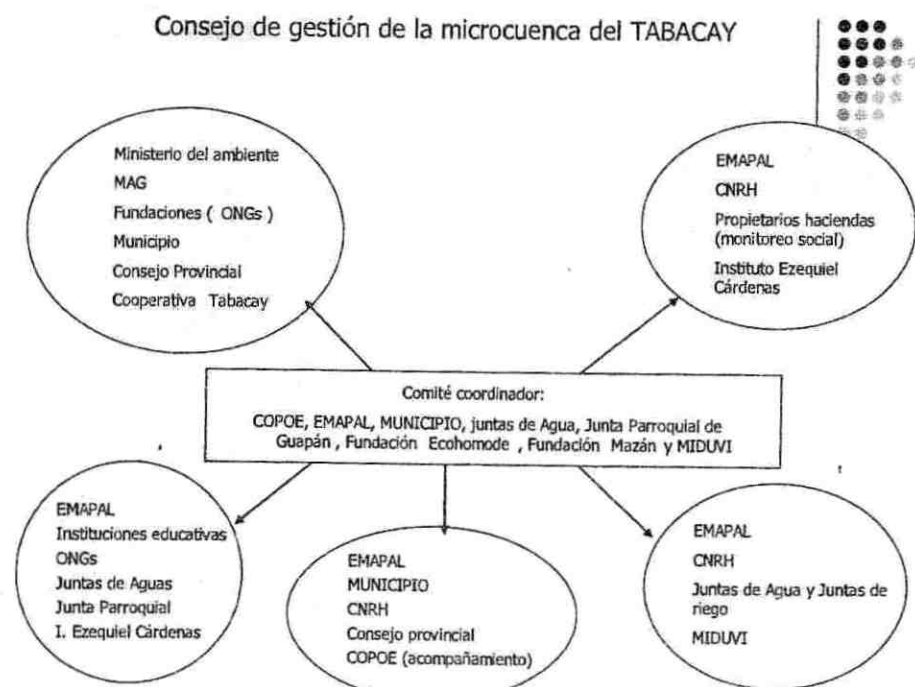 Consejo de gestión de la microcuenca del TABACAY
Ministerio del ambiente
MAG
Fundaciones ( ONGs )
Municipio
Consejo Provincial
Cooperativa Tabacay
EMAPAL
CNRH
Propietarios haciendas
(monitoreo social)
Instituto Ezequiel
Cárdenas
Comité coordinador:
COPOE, EMAPAL, MUNICIPIO, juntas de Agua, Junta Parroquial de
Guapán , Fundación Ecohomode , Fundación Mazán y MIDUVI
EMAPAL
Instituciones educativas
ONGs
Juntas de Aguas
Junta Parroquial
I. Ezequiel Cárdenas
EMAPAL
MUNICIPIO
CNRH
Consejo provincial
COPOE (acompañamiento)
EMAPAL
CNRH
Juntas de Agua y Juntas de
riego
MIDUVI